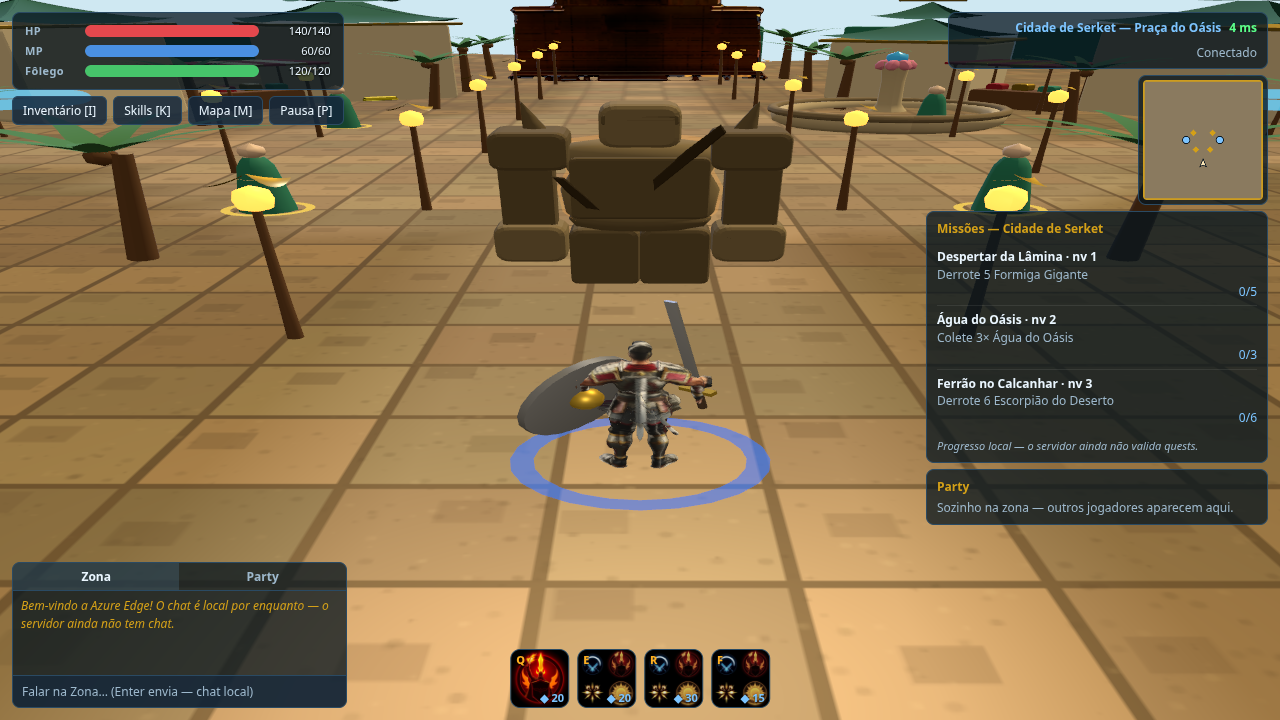 HP 140/140
MP 60/60
Fôlego 120/120
Inventário [I] Skills [K] Mapa [M] Pausa [P]
Cidade de Serket — Praça do Oásis 4 ms
Conectado
Missões — Cidade de Serket
Despertar da Lâmina · nv 1
Derrote 5 Formiga Gigante
0/5
Água do Oásis · nv 2
Colete 3× Água do Oásis
0/3
Ferrão no Calcanhar · nv 3
Derrote 6 Escorpião do Deserto
0/6
Progresso local — o servidor ainda não valida quests.
Party
Sozinho na zona — outros jogadores aparecem aqui.
Zona Party
Bem-vindo a Azure Edge! O chat é local por enquanto — o
servidor ainda não tem chat.
Falar na Zona... (Enter envia — chat local)
Q E R F
20 20 30 15